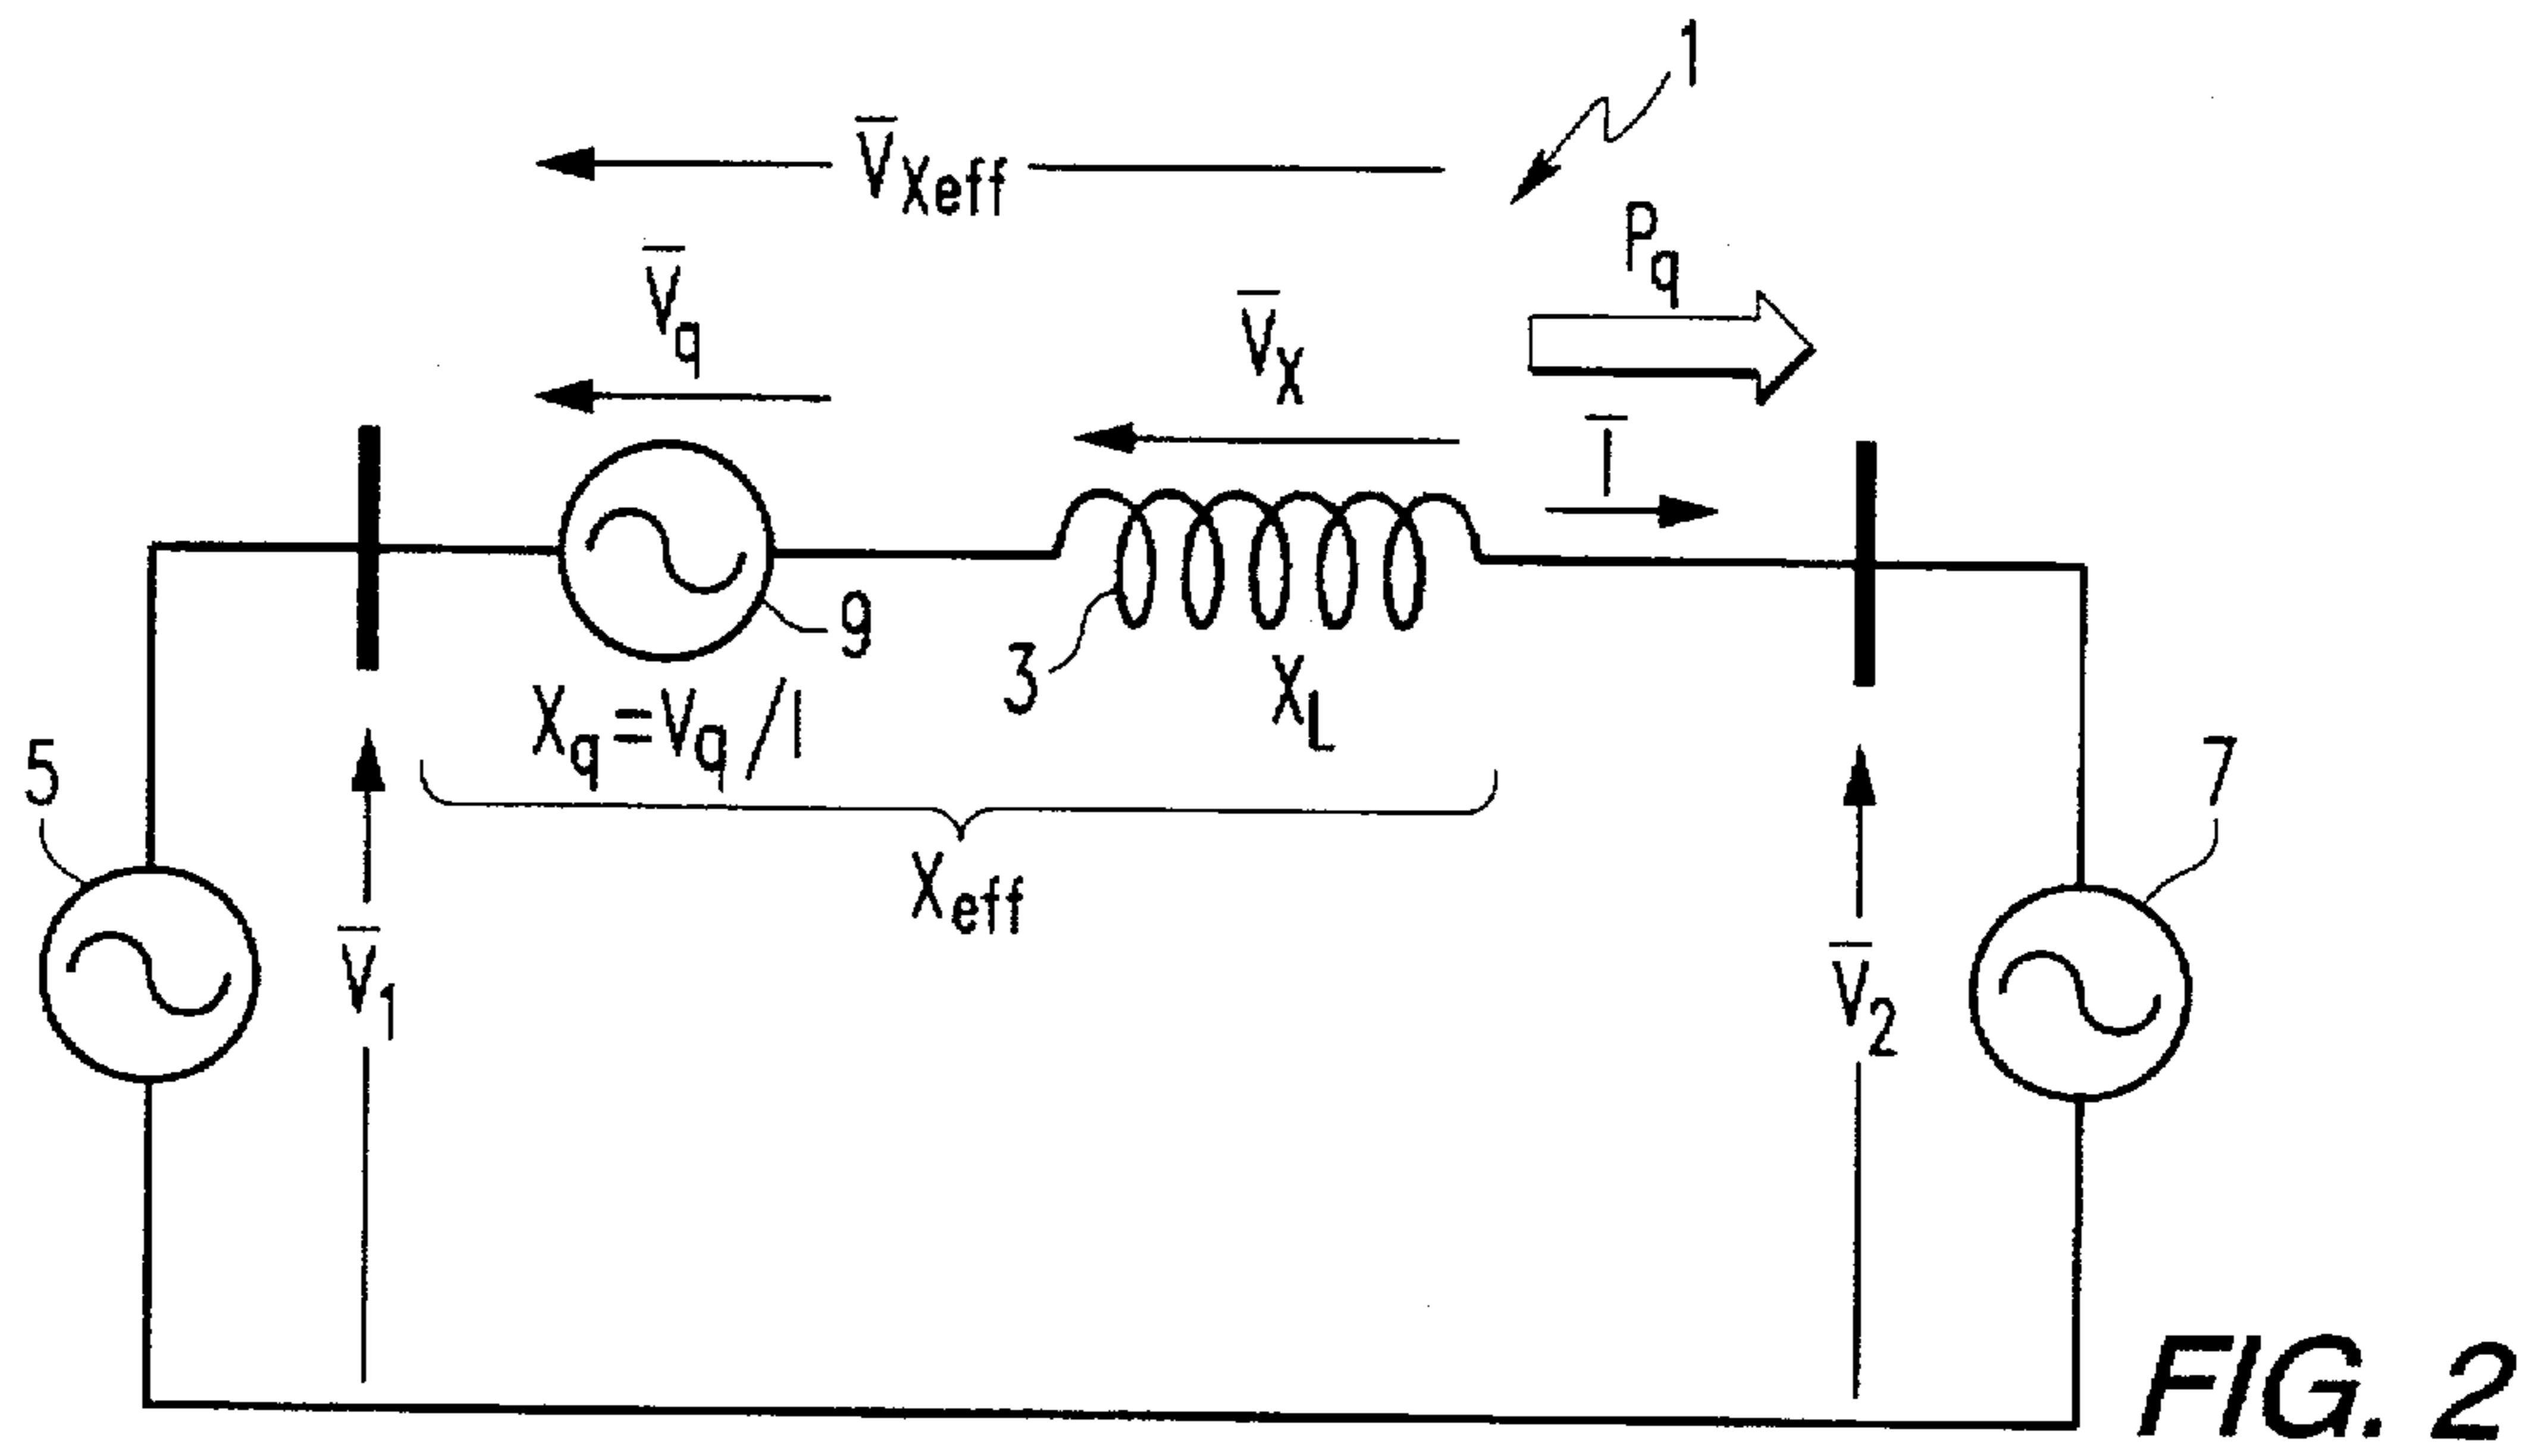 1
V̅Xeff
Pq
V̅q
V̅X
I̅
9
3
Xq=Vq/I
XL
5
7
Xeff
V̅1
V̅2
FIG. 2